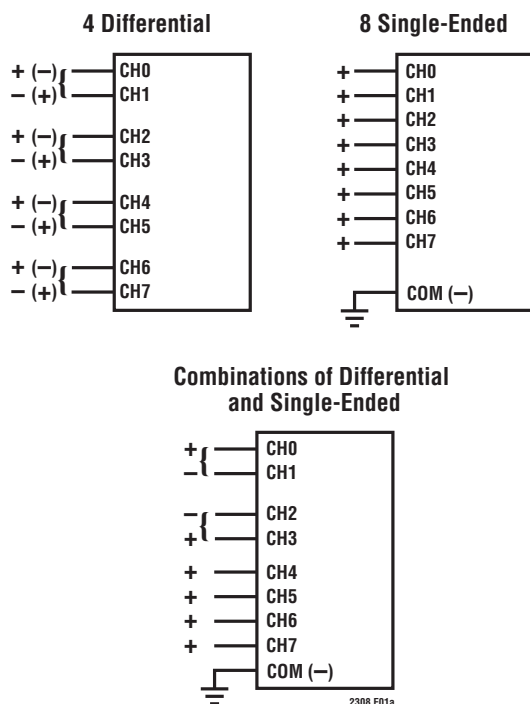 4 Differential
+ (−) { CH0
− (+) CH1
+ (−) { CH2
− (+) CH3
+ (−) { CH4
− (+) CH5
+ (−) { CH6
− (+) CH7
8 Single-Ended
+ CH0
+ CH1
+ CH2
+ CH3
+ CH4
+ CH5
+ CH6
+ CH7
COM (−)
Combinations of Differential
and Single-Ended
+ { CH0
− CH1
− { CH2
+ CH3
+ CH4
+ CH5
+ CH6
+ CH7
COM (−)
2308 F01a